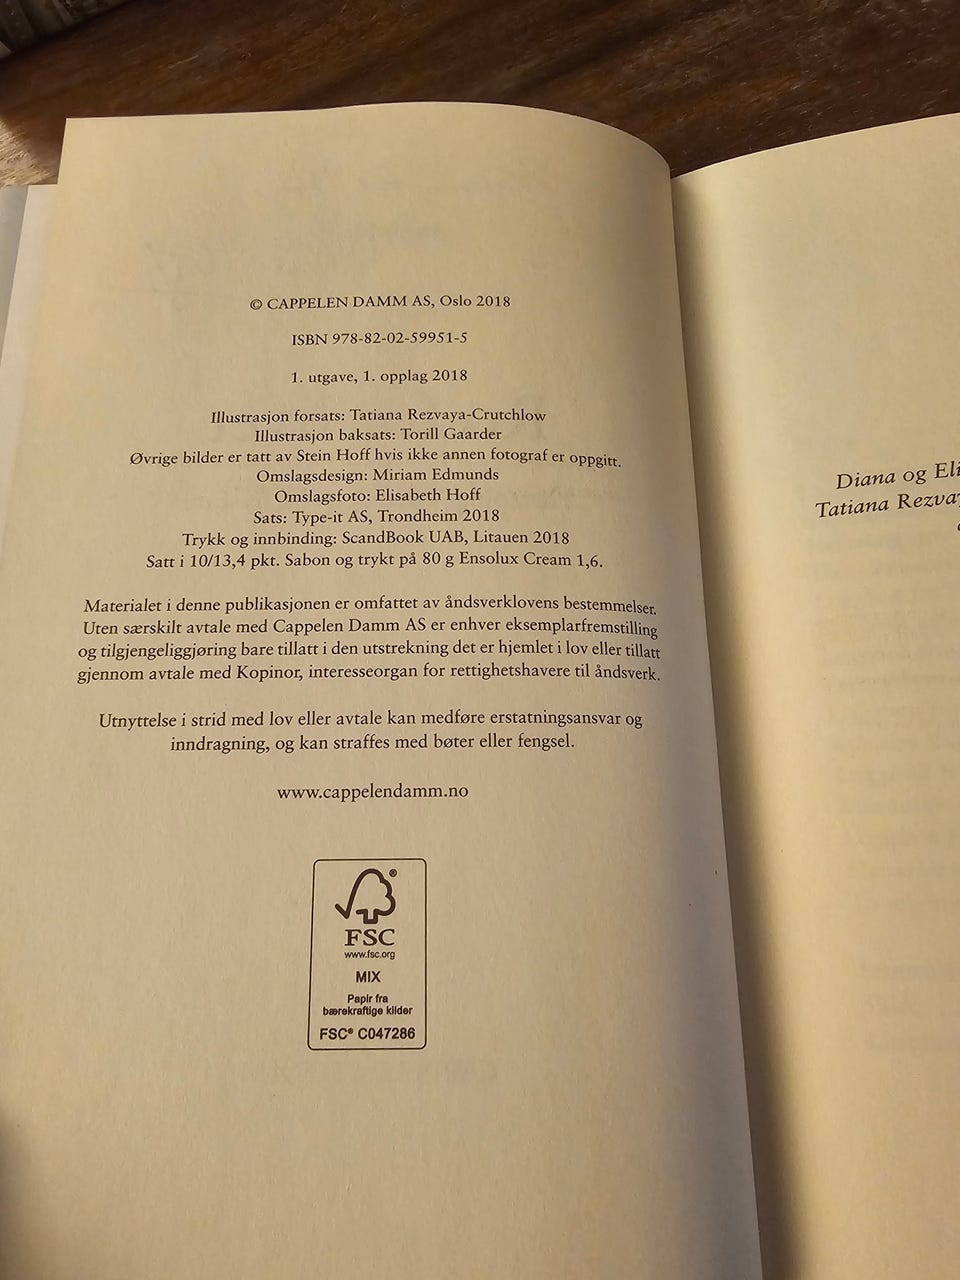 © CAPPELEN DAMM AS, Oslo 2018
ISBN 978-82-02-59951-5
1. utgave, 1. opplag 2018
Illustrasjon forsats: Tatiana Rezvaya-Crutchlow
Illustrasjon baksats: Torill Gaarder
Øvrige bilder er tatt av Stein Hoff hvis ikke annen fotograf er oppgitt.
Omslagsdesign: Miriam Edmunds
Omslagsfoto: Elisabeth Hoff
Sats: Type-it AS, Trondheim 2018
Trykk og innbinding: ScandBook UAB, Litauen 2018
Satt i 10/13,4 pkt. Sabon og trykt på 80 g Ensolux Cream 1,6.
Materialet i denne publikasjonen er omfattet av åndsverklovens bestemmelser.
Uten særskilt avtale med Cappelen Damm AS er enhver eksemplarfremstilling
og tilgjengeliggjøring bare tillatt i den utstrekning det er hjemlet i lov eller tillatt
gjennom avtale med Kopinor, interesseorgan for rettighetshavere til åndsverk.
Utnyttelse i strid med lov eller avtale kan medføre erstatningsansvar og
inndragning, og kan straffes med bøter eller fengsel.
www.cappelendamm.no
®
FSC
www.fsc.org
MIX
Papir fra
bærekraftige kilder
FSC® C047286
Diana og Eli
Tatiana Rezva